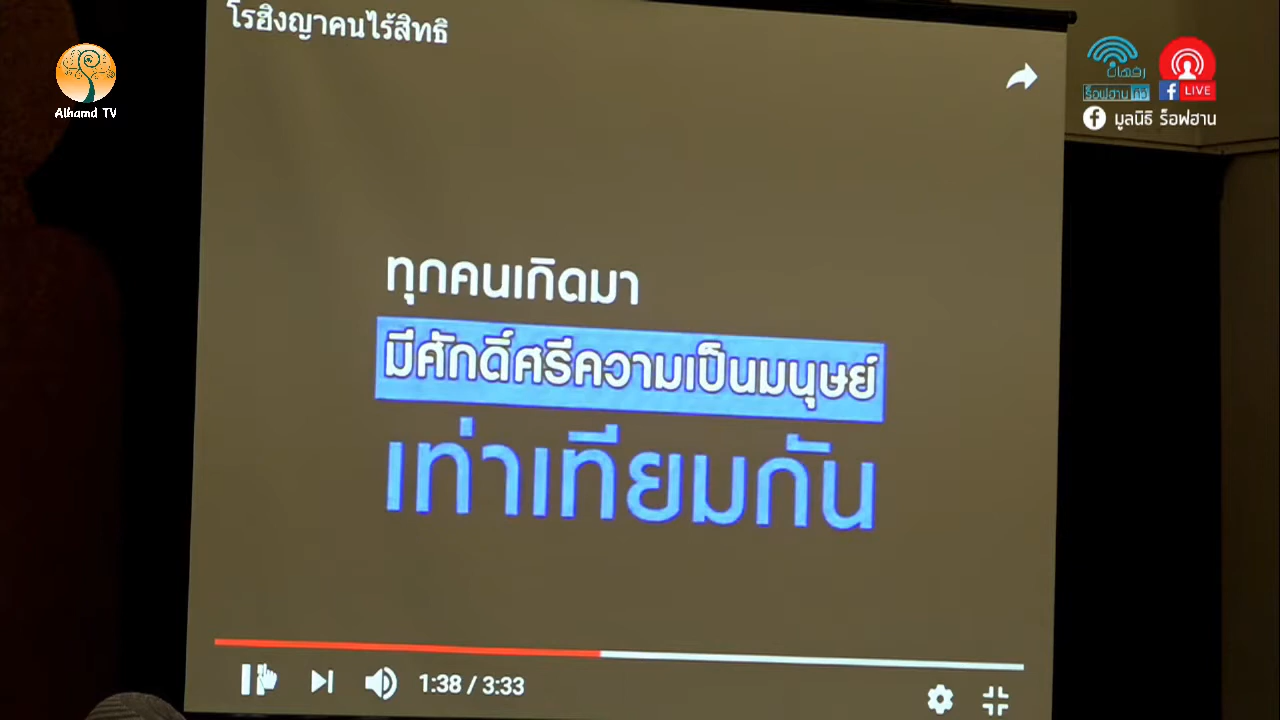 โรฮิงญาคนไร้สิทธิ
Alhamd TV
رفهان
ร็อฟฮาน ทีวี
LIVE
มูลนิธิ ร็อฟฮาน
ทุกคนเกิดมา
มีศักดิ์ศรีความเป็นมนุษย์
เท่าเทียมกัน
1:38 / 3:33